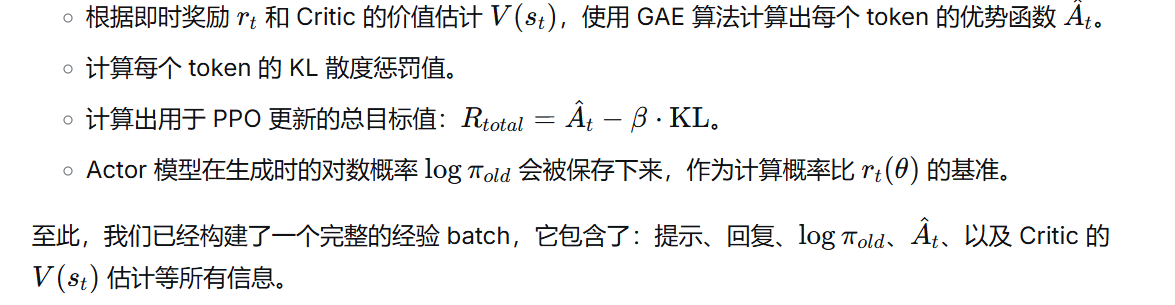 根据即时奖励 r_t 和 Critic 的价值估计 V(s_t)，使用 GAE 算法计算出每个 token 的优势函数 Â_t。
计算每个 token 的 KL 散度惩罚值。
计算出用于 PPO 更新的总目标值：R_{total} = Â_t − β · KL。
Actor 模型在生成时的对数概率 log π_{old} 会被保存下来，作为计算概率比 r_t(θ) 的基准。
至此，我们已经构建了一个完整的经验 batch，它包含了：提示、回复、log π_{old}、Â_t、以及 Critic 的
V(s_t) 估计等所有信息。